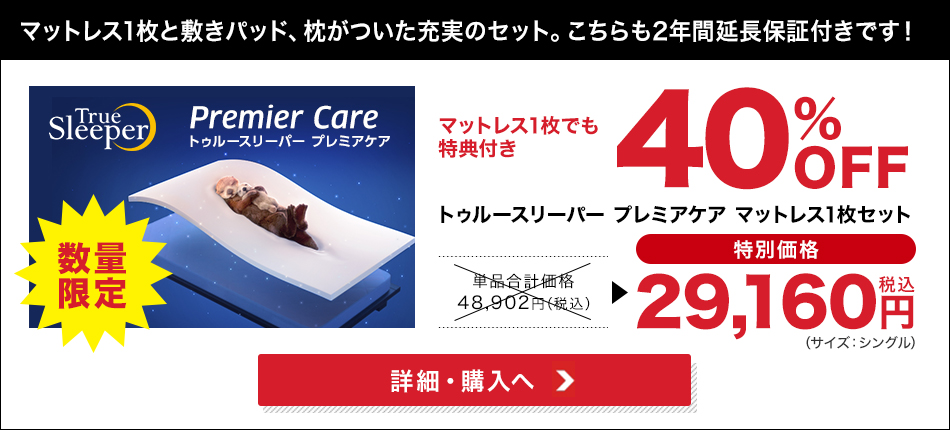 マットレス1枚と敷きパッド、枕がついた充実のセット。こちらも2年間延長保証付きです！
True
Sleeper
Premier Care
トゥルースリーパー プレミアケア
数量
限定
マットレス1枚でも
特典付き
40%OFF
トゥルースリーパー プレミアケア マットレス1枚セット
単品合計価格
48,902円(税込)
▶
特別価格
29,160円税込
(サイズ：シングル)
詳細・購入へ